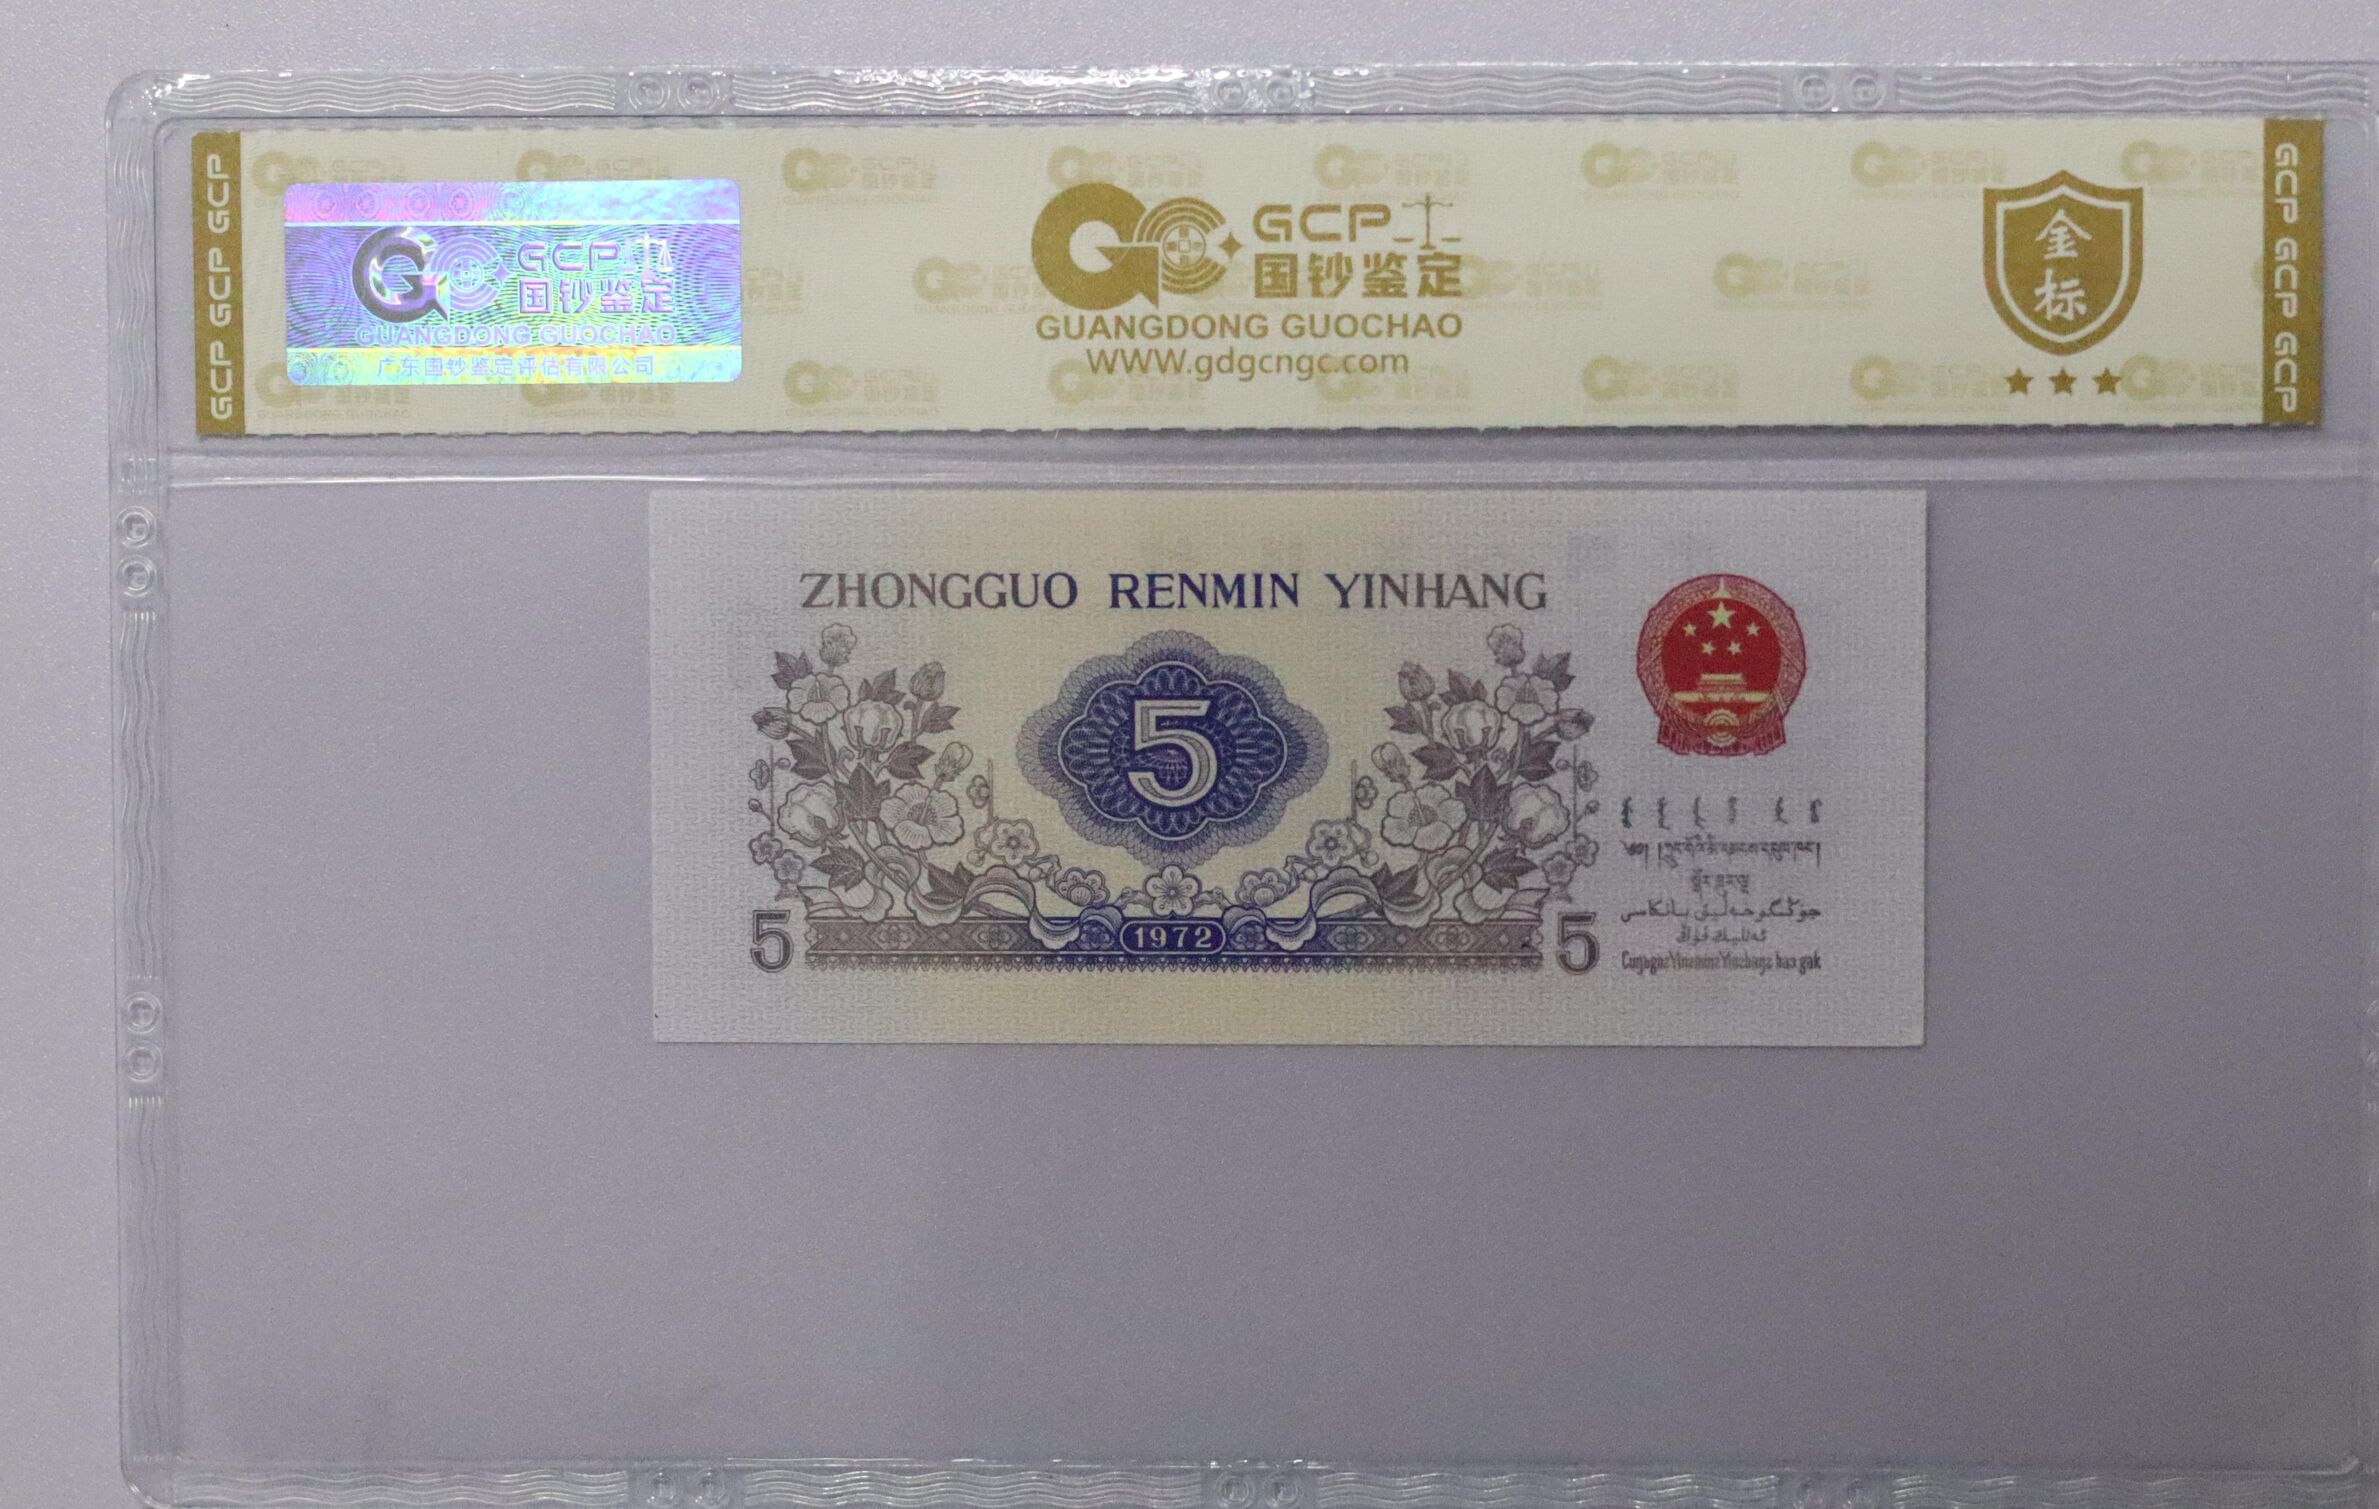 GCP GCP GCP
GCP
国钞鉴定
GUANGDONG GUOCHAO
广东国钞鉴定评估有限公司
GCP
国钞鉴定
GUANGDONG GUOCHAO
WWW.gdgcngc.com
金
标
GCP GCP GCP
ZHONGGUO RENMIN YINHANG
5
1972
5
5